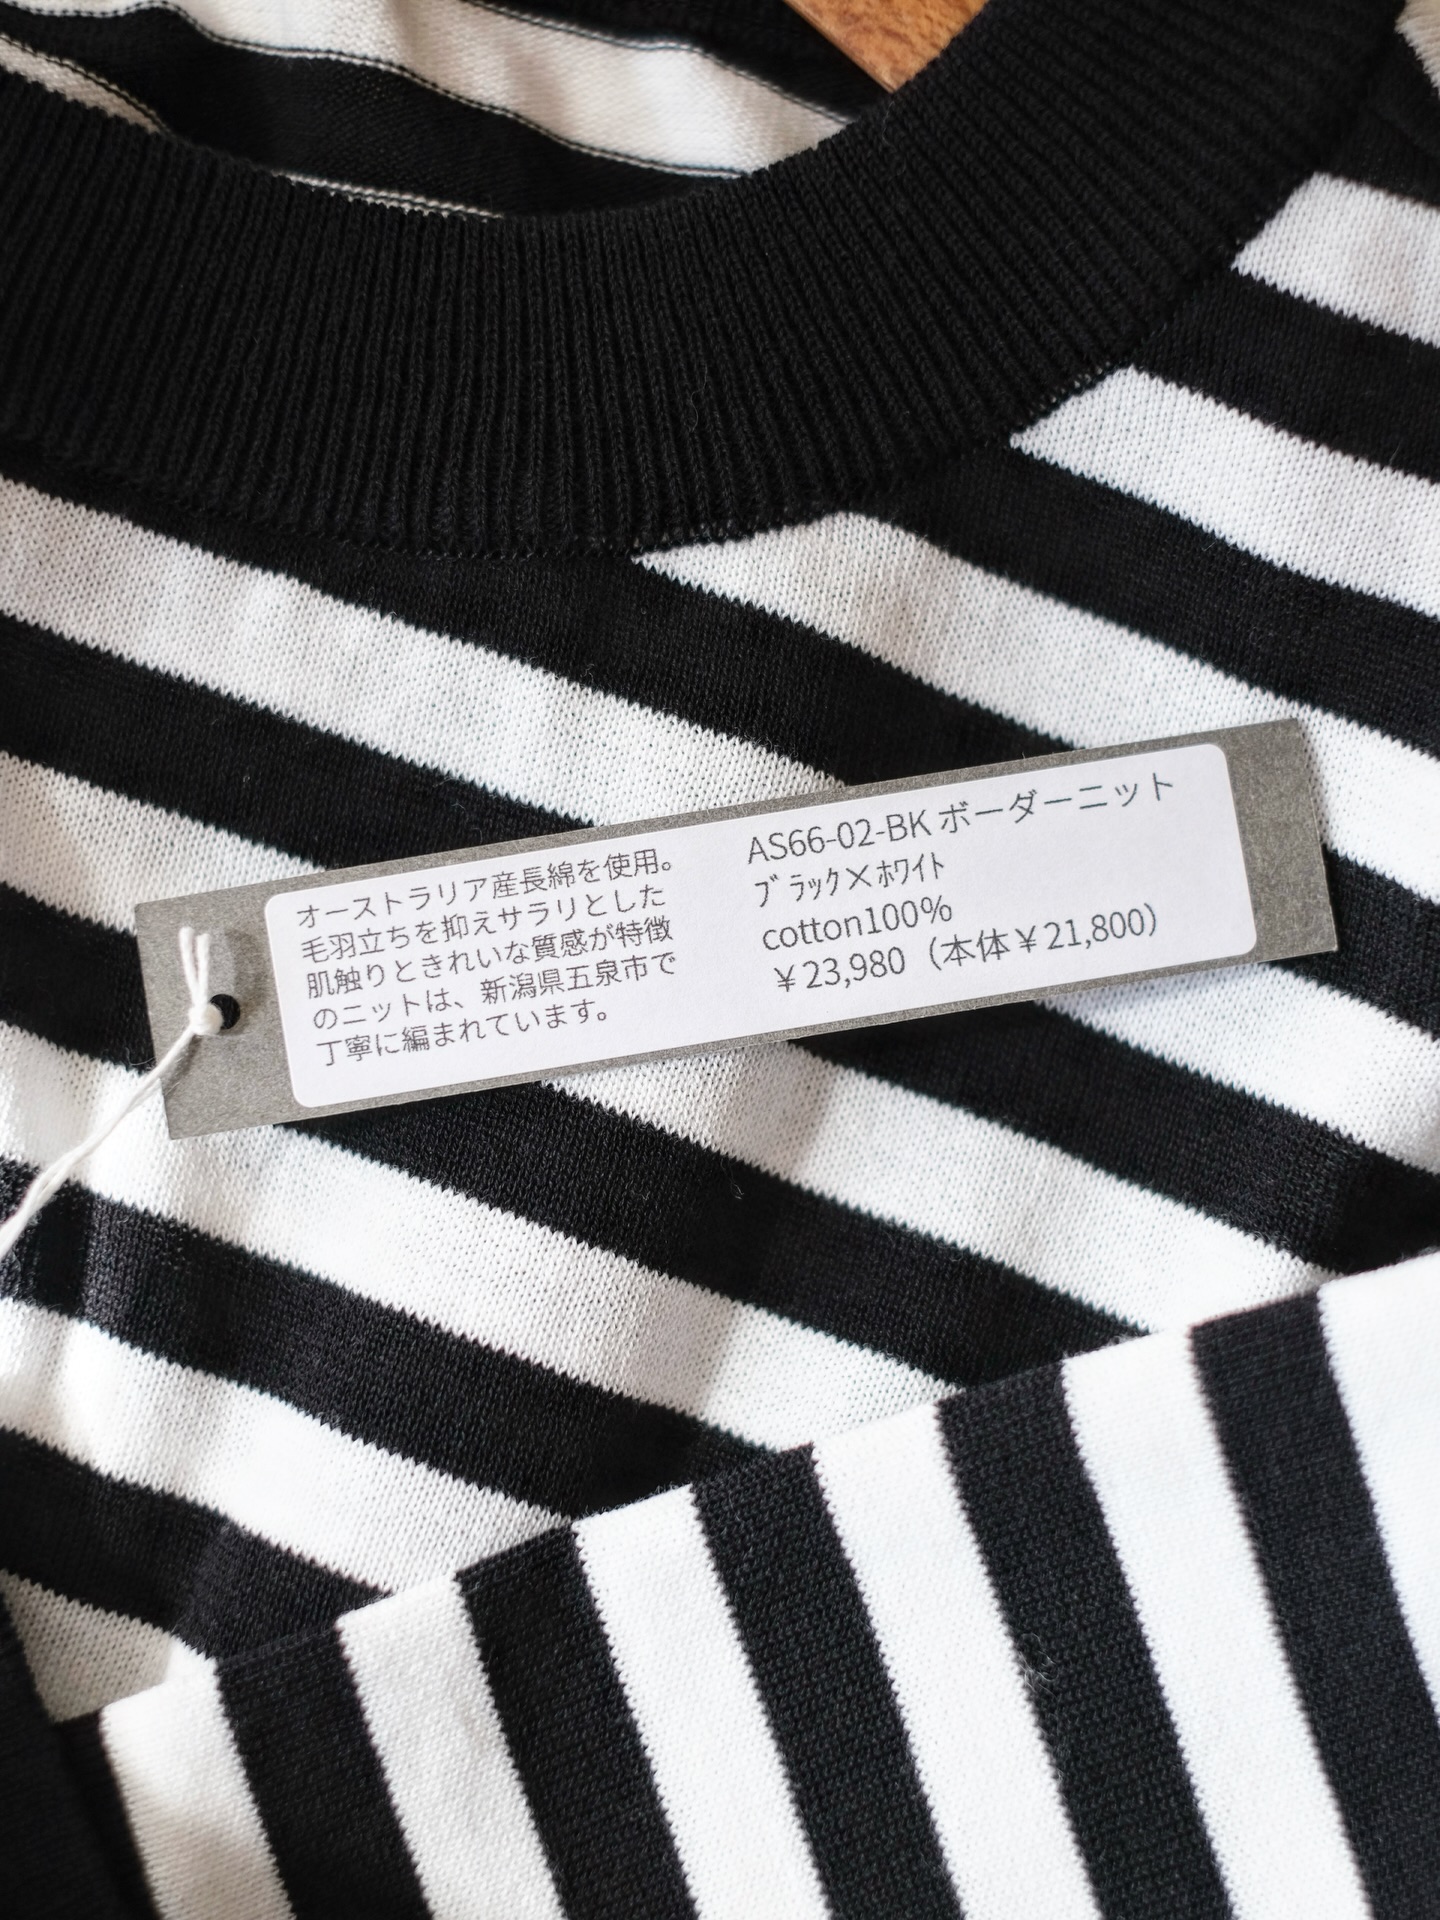 オーストラリア産長綿を使用。
毛羽立ちを抑えサラリとした
肌触りときれいな質感が特徴
のニットは、新潟県五泉市で
丁寧に編まれています。
AS66-02-BK ボーダーニット
ﾌﾞﾗｯｸ×ﾎﾜｲﾄ
cotton100%
￥23,980（本体￥21,800）